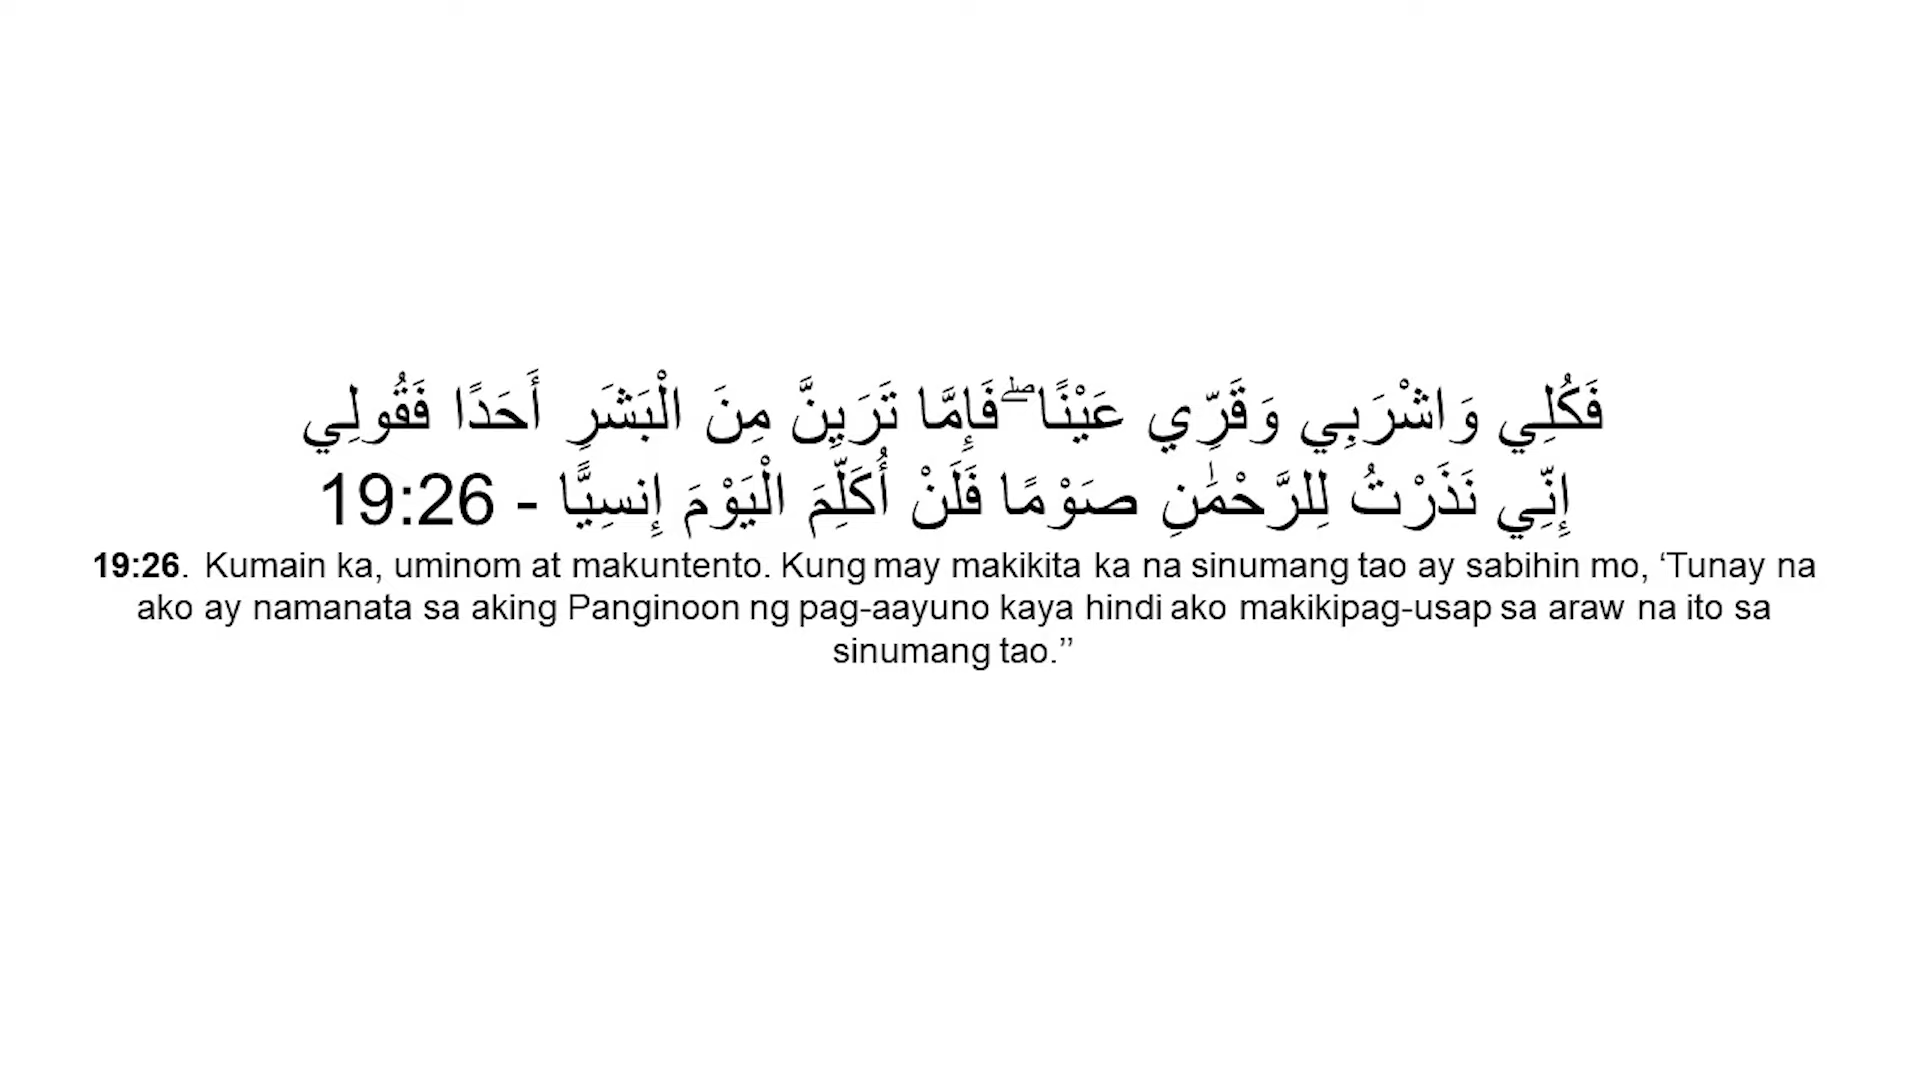 فَكُلِي وَاشْرَبِي وَقَرِّي عَيْنًا ۖ فَإِمَّا تَرَيِنَّ مِنَ الْبَشَرِ أَحَدًا فَقُولِي
إِنِّي نَذَرْتُ لِلرَّحْمَٰنِ صَوْمًا فَلَنْ أُكَلِّمَ الْيَوْمَ إِنسِيًّا - 19:26
19:26. Kumain ka, uminom at makuntento. Kung may makikita ka na sinumang tao ay sabihin mo, ‘Tunay na
ako ay namanata sa aking Panginoon ng pag-aayuno kaya hindi ako makikipag-usap sa araw na ito sa
sinumang tao.’’